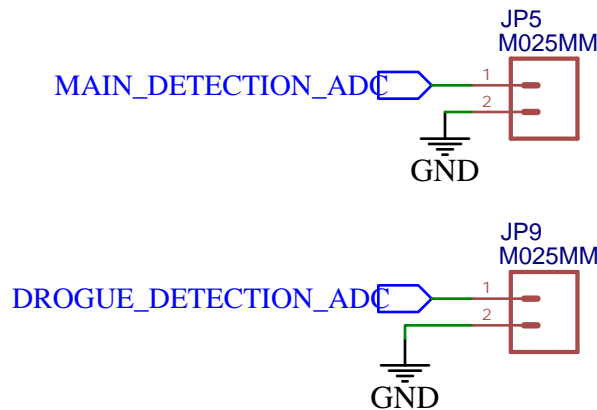 JP5
M025MM
MAIN_DETECTION_ADC
1
2
GND
JP9
M025MM
DROGUE_DETECTION_ADC
1
2
GND